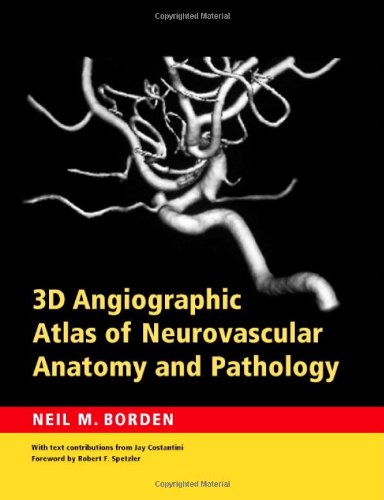 3D Angiographic
Atlas of Neurovascular
Anatomy and Pathology
NEIL M. BORDEN
With text contributions from Jay Costantini
Foreword by Robert F. Spetzler
Copyrighted Material
Copyrighted Material